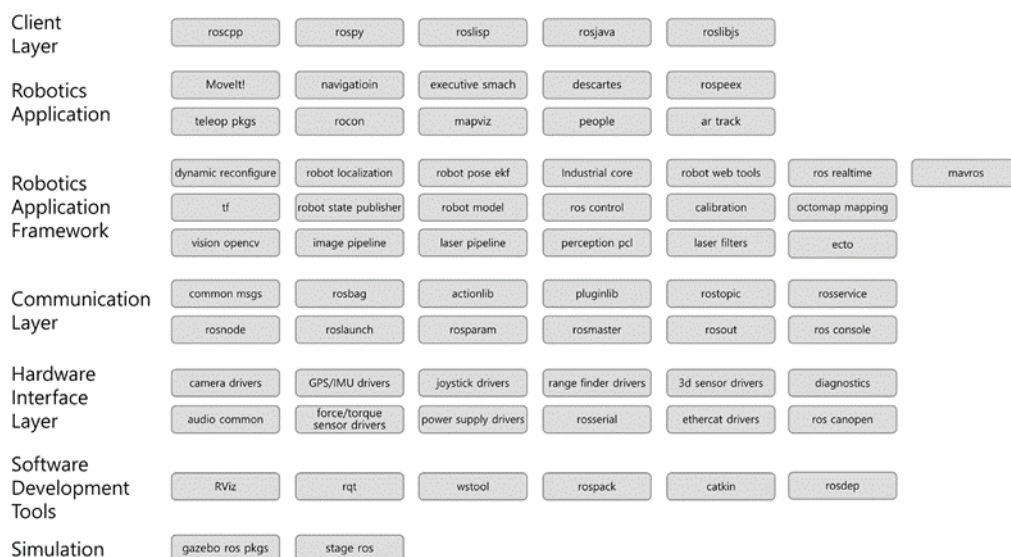 Client
Layer
roscpp rospy roslisp rosjava roslibjs
Robotics
Application
MoveIt! navigatioin executive smach descartes rospeex
teleop pkgs rocon mapviz people ar track
Robotics
Application
Framework
dynamic reconfigure robot localization robot pose ekf Industrial core robot web tools ros realtime mavros
tf robot state publisher robot model ros control calibration octomap mapping
vision opencv image pipeline laser pipeline perception pcl laser filters ecto
Communication
Layer
common msgs rosbag actionlib pluginlib rostopic rosservice
rosnode roslaunch rosparam rosmaster rosout ros console
Hardware
Interface
Layer
camera drivers GPS/IMU drivers joystick drivers range finder drivers 3d sensor drivers diagnostics
audio common force/torque sensor drivers power supply drivers rosserial ethercat drivers ros canopen
Software
Development
Tools
RViz rqt wstool rospack catkin rosdep
Simulation
gazebo ros pkgs stage ros